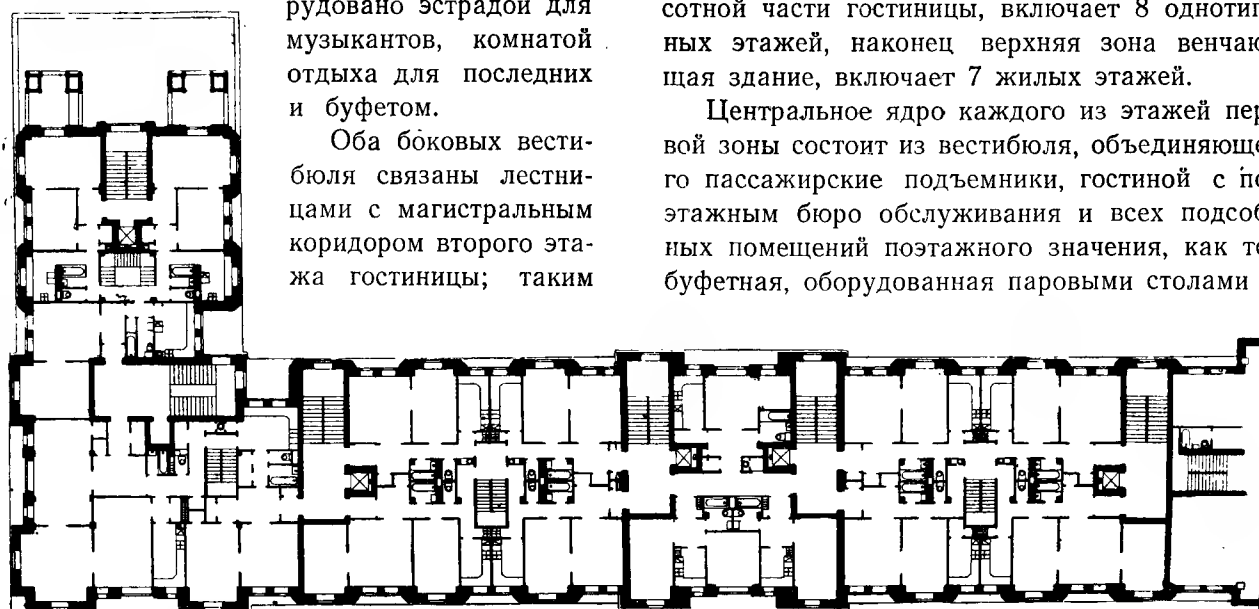 рудовано эстрадой для
музыкантов, комнатой
отдыха для последних
и буфетом.
Оба боковых вести-
бюля связаны лестни-
цами с магистральным
коридором второго эта-
жа гостиницы; таким
сотной части гостиницы, включает 8 одноти
ных этажей, наконец верхняя зона венчаю
щая здание, включает 7 жилых этажей.
Центральное ядро каждого из этажей пер
вой зоны состоит из вестибюля, объединяюще
го пассажирские подъемники, гостиной с по
этажным бюро обслуживания и всех подсоб
ных помещений поэтажного значения, как то
буфетная, оборудованная паровыми столами